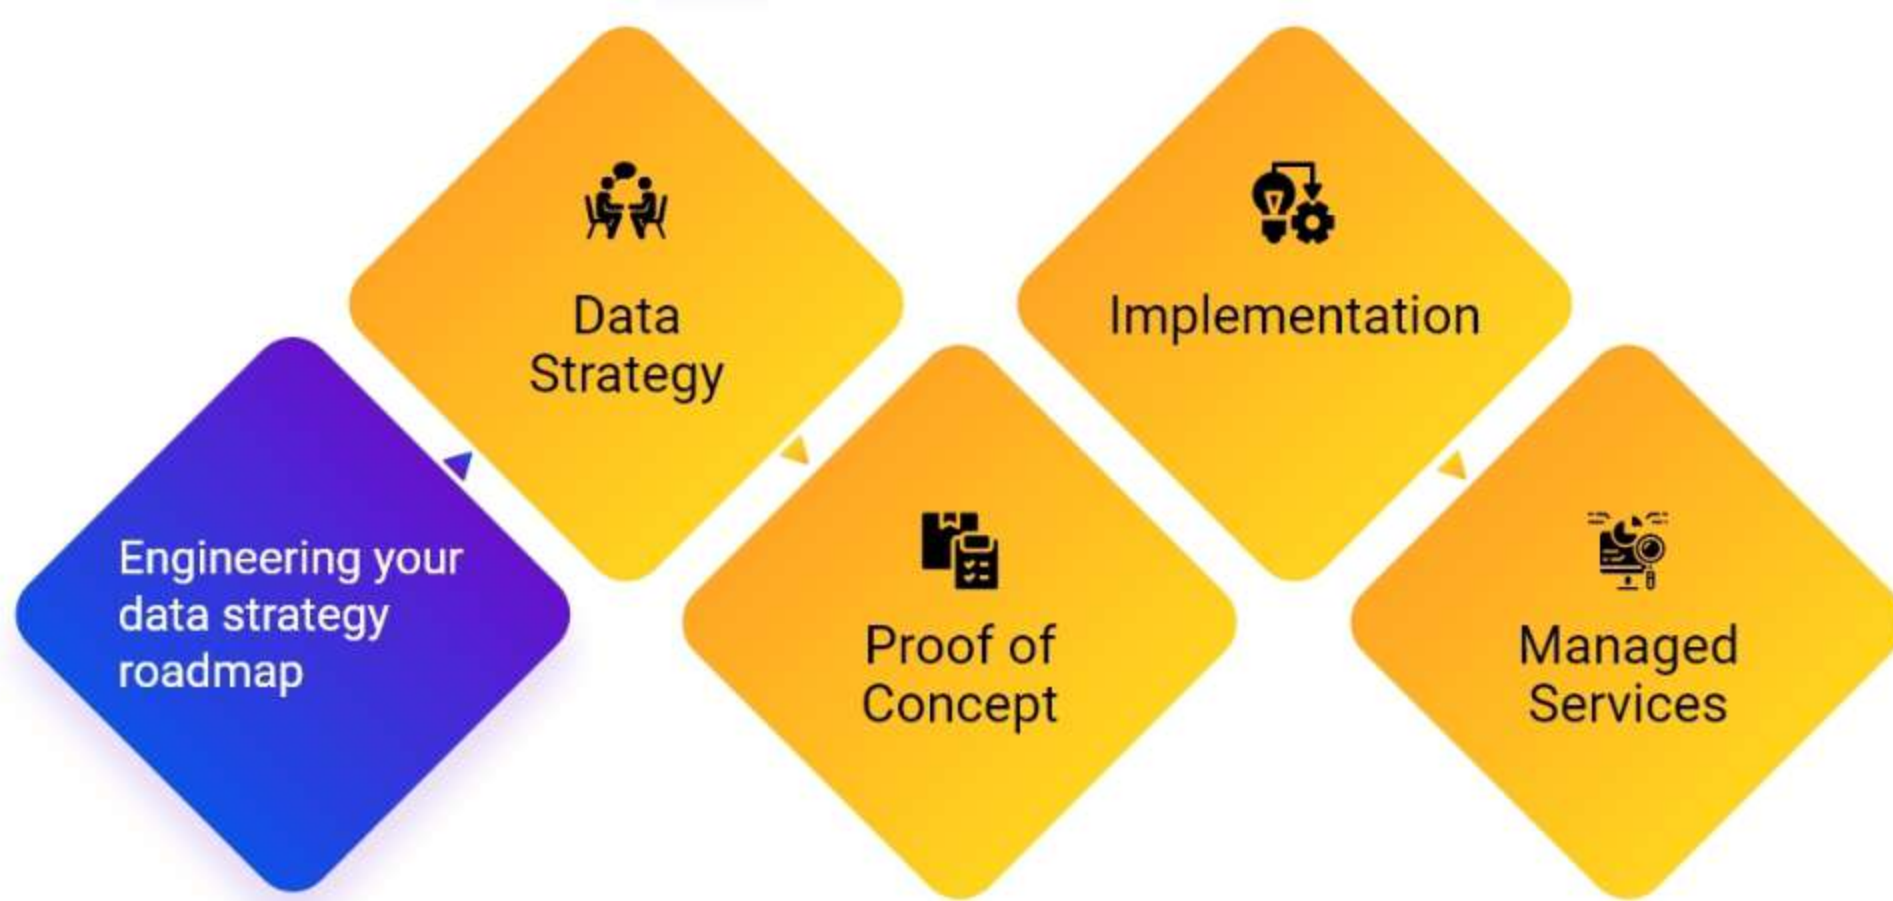 Engineering your
data strategy
roadmap
Data
Strategy
Proof of
Concept
Implementation
Managed
Services